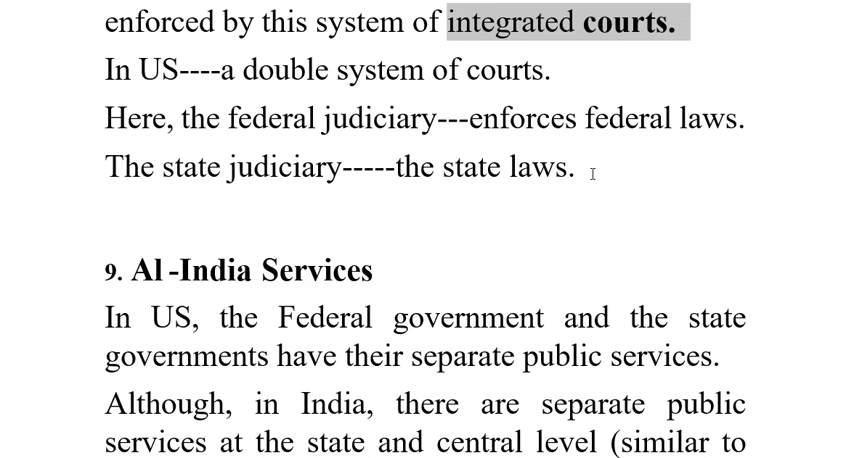 enforced by this system of integrated courts.
In US----a double system of courts.
Here, the federal judiciary---enforces federal laws.
The state judiciary-----the state laws.
9. Al -India Services
In US, the Federal government and the state
governments have their separate public services.
Although, in India, there are separate public
services at the state and central level (similar to